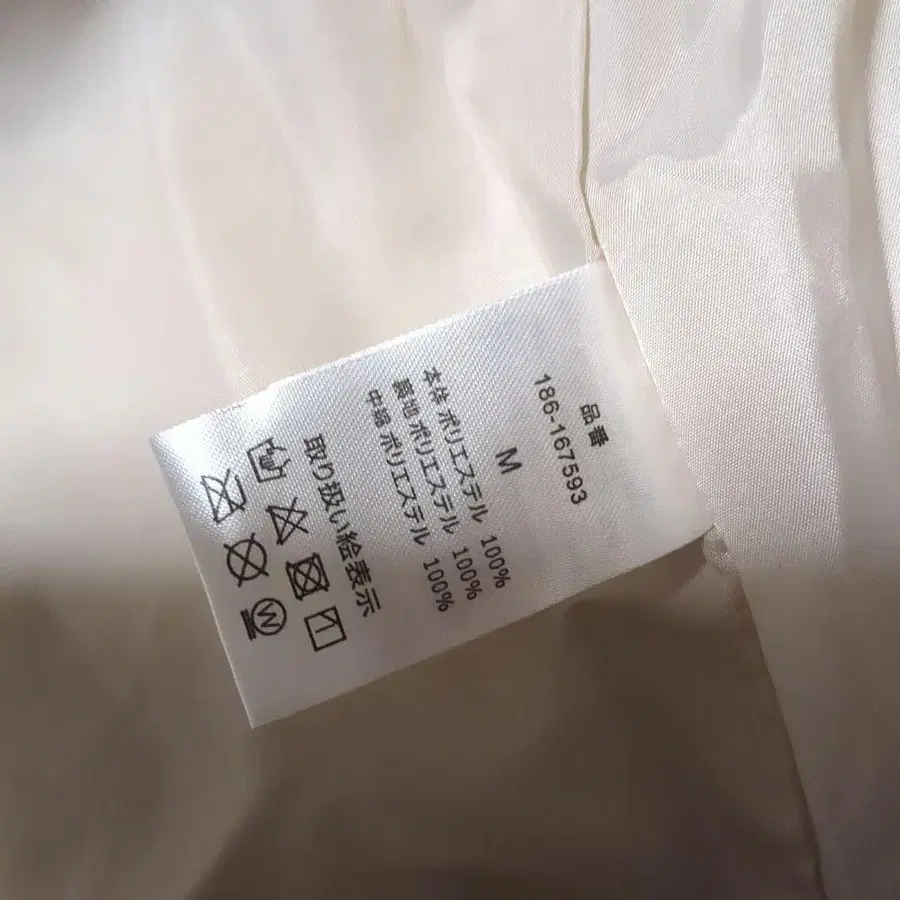 品番
186-167593
M
本体 ポリエステル 100%
裏地 ポリエステル 100%
中綿 ポリエステル 100%
取り扱い絵表示
W